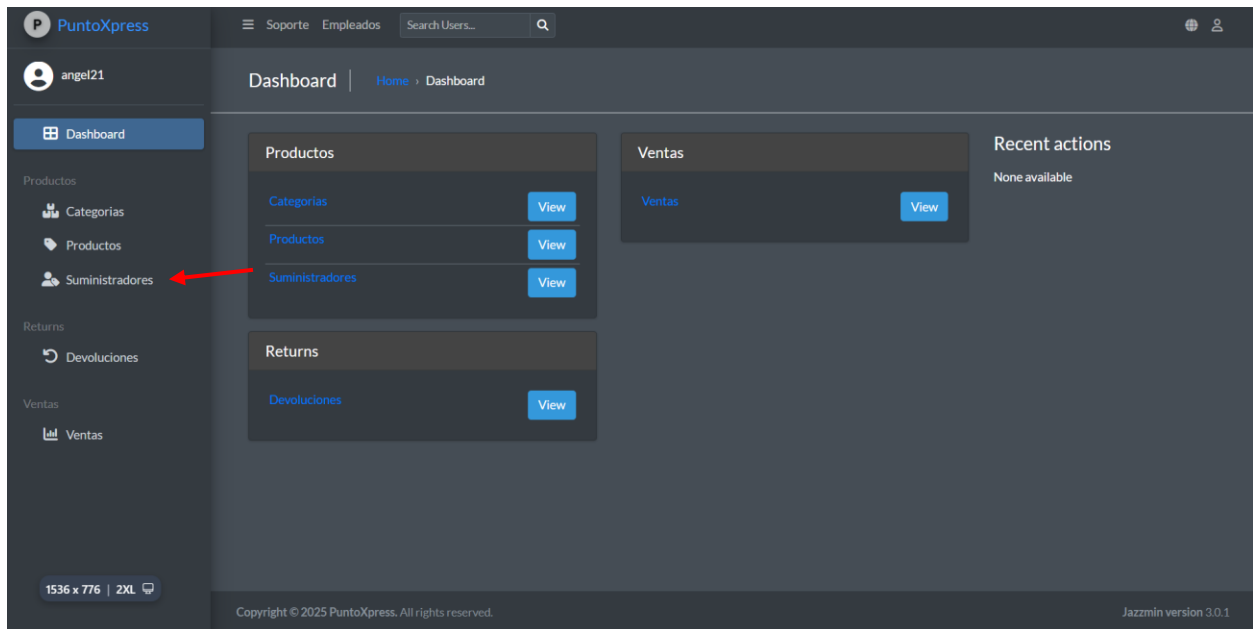 P PuntoXpress
Soporte Empleados Search Users...
angel21
Dashboard
Home › Dashboard
Dashboard
Productos
Categorias
Productos
Suministradores
Returns
Devoluciones
Ventas
Ventas
1536 x 776 | 2XL
Productos
Categorias View
Productos View
Suministradores View
Returns
Devoluciones View
Ventas
Ventas View
Recent actions
None available
Copyright © 2025 PuntoXpress. All rights reserved.
Jazzmin version 3.0.1